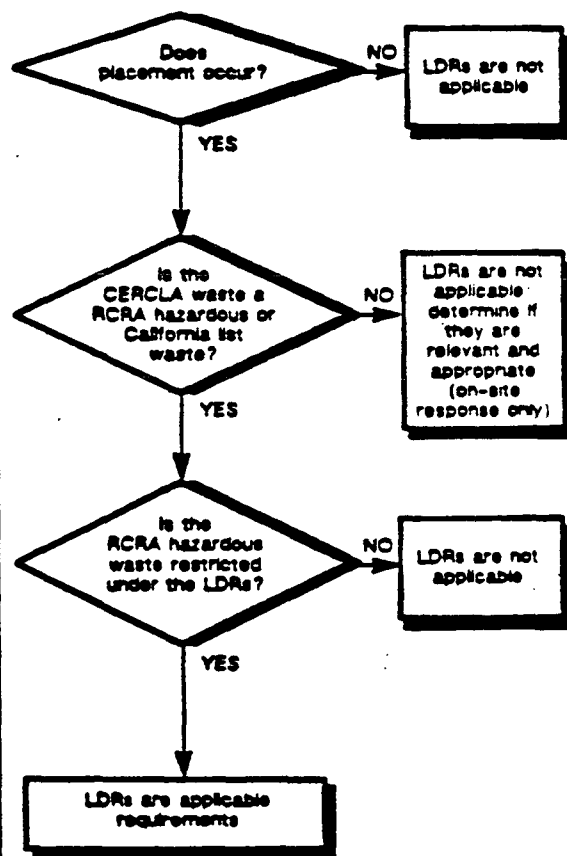 Does
placement occur?
NO
LDRs are not
applicable
YES
Is the
CERCLA waste a
RCRA hazardous or
California list
waste?
NO
LDRs are not
applicable
determine if
they are
relevant and
appropriate
(on-site
response only)
YES
Is the
RCRA hazardous
waste restricted
under the LDRs?
NO
LDRs are not
applicable
YES
LDRs are applicable
requirements